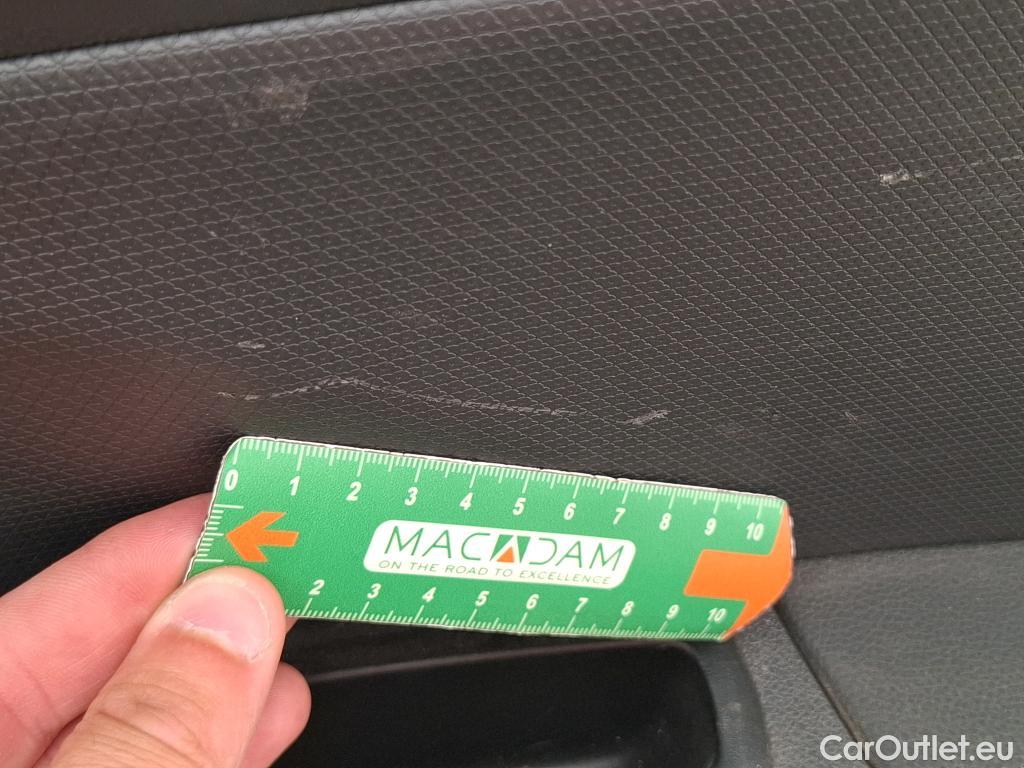 0 1 2 3 4 5 6 7 8 9 10
MACADAM
ON THE ROAD TO EXCELLENCE
2 3 4 5 6 7 8 9 10
CarOutlet.eu